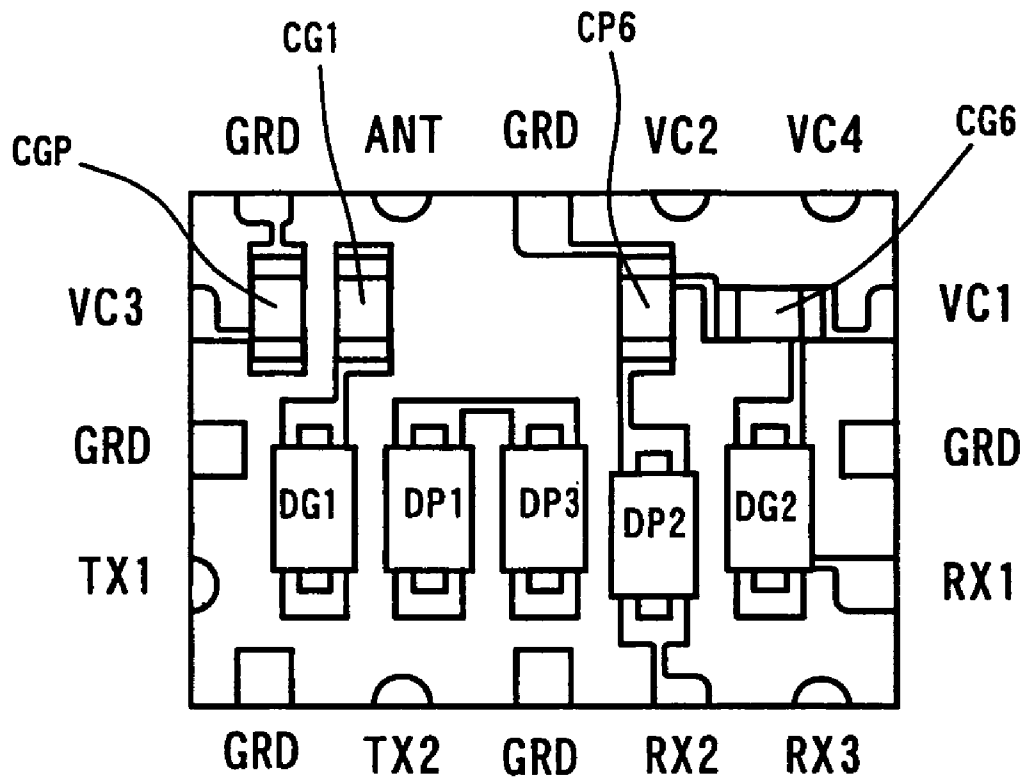 CG1 CP6
GRD ANT GRD VC2 VC4 CG6
CGP
VC3 VC1
GRD GRD
DG1 DP1 DP3 DP2 DG2
TX1 RX1
GRD TX2 GRD RX2 RX3